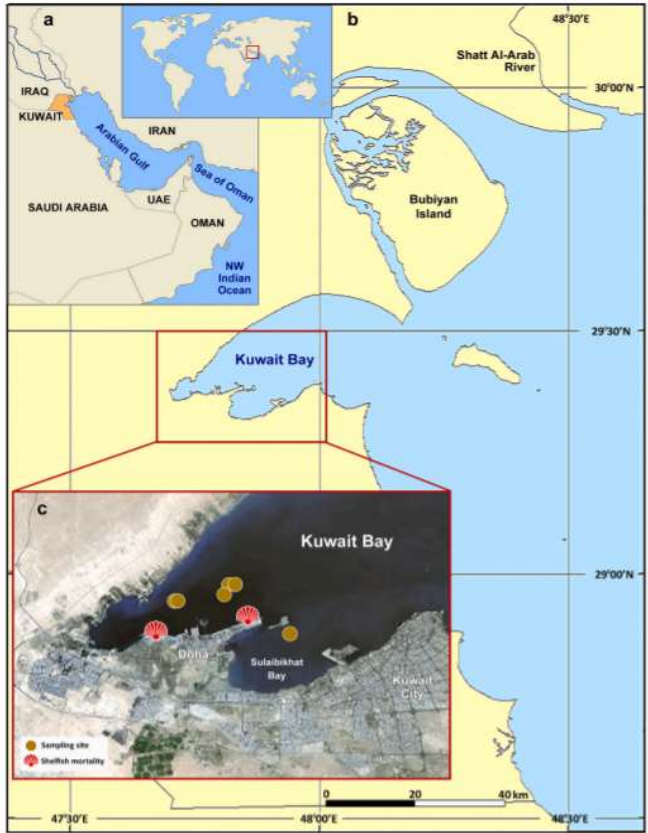 a
IRAQ
KUWAIT
IRAN
Arabian Gulf
Sea of Oman
SAUDI ARABIA
UAE
OMAN
NW
Indian
Ocean
b
48°30'E
Shatt Al-Arab
River
30°00'N
Bubiyan
Island
29°30'N
Kuwait Bay
c
Kuwait Bay
29°00'N
Doha
Sulaibikhat
Bay
Kuwait
City
Sampling site
Shelfish mortality
0 20 40 km
47°30'E
48°00'E
48°30'E